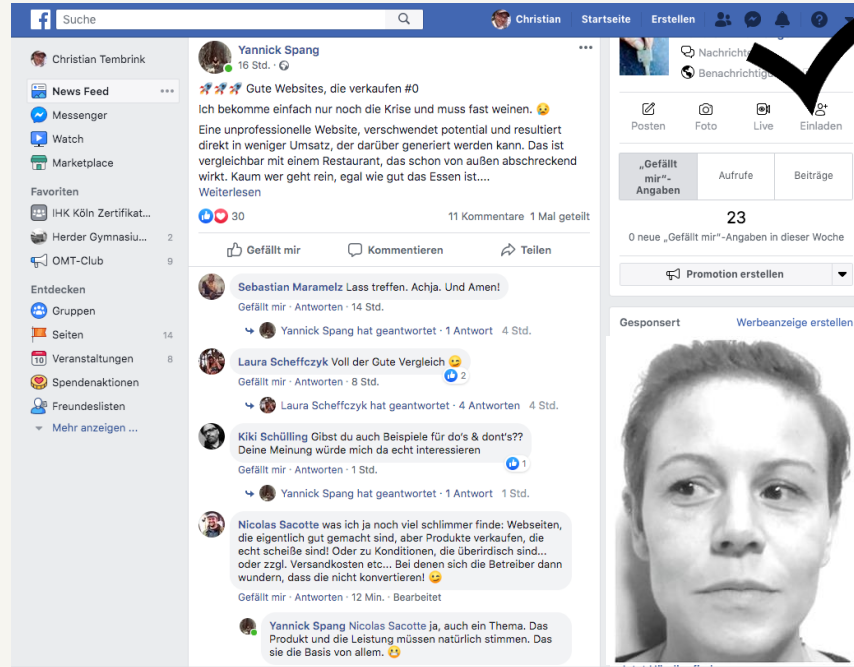 Suche
Christian
Startseite
Erstellen
Christian Tembrink
News Feed
Messenger
Watch
Marketplace
Favoriten
IHK Köln Zertifikat...
Herder Gymnasiu... 2
OMT-Club 9
Entdecken
Gruppen
Seiten 14
Veranstaltungen 8
Spendenaktionen
Freundeslisten
Mehr anzeigen ...
Yannick Spang
16 Std. ·
🚀🚀🚀 Gute Websites, die verkaufen #0
Ich bekomme einfach nur noch die Krise und muss fast weinen. 😥
Eine unprofessionelle Website, verschwendet potential und resultiert
direkt in weniger Umsatz, der darüber generiert werden kann. Das ist
vergleichbar mit einem Restaurant, das schon von außen abschreckend
wirkt. Kaum wer geht rein, egal wie gut das Essen ist....
Weiterlesen
30
11 Kommentare 1 Mal geteilt
Gefällt mir
Kommentieren
Teilen
Sebastian Maramelz Lass treffen. Achja. Und Amen!
Gefällt mir · Antworten · 14 Std.
Yannick Spang hat geantwortet · 1 Antwort 4 Std.
Laura Scheffczyk Voll der Gute Vergleich 😉
2
Gefällt mir · Antworten · 8 Std.
Laura Scheffczyk hat geantwortet · 4 Antworten 4 Std.
Kiki Schülling Gibst du auch Beispiele für do's & dont's??
Deine Meinung würde mich da echt interessieren
1
Gefällt mir · Antworten · 1 Std.
Yannick Spang hat geantwortet · 1 Antwort 1 Std.
Nicolas Sacotte was ich ja noch viel schlimmer finde: Webseiten,
die eigentlich gut gemacht sind, aber Produkte verkaufen, die
echt scheiße sind! Oder zu Konditionen, die überirdisch sind...
oder zzgl. Versandkosten etc... Bei denen sich die Betreiber dann
wundern, dass die nicht konvertieren! 😉
Gefällt mir · Antworten · 12 Min. · Bearbeitet
Yannick Spang Nicolas Sacotte ja, auch ein Thema. Das
Produkt und die Leistung müssen natürlich stimmen. Das
sie die Basis von allem. 😀
Posten
Foto
Live
Einladen
„Gefällt
mir“-
Angaben
Aufrufe
Beiträge
23
0 neue „Gefällt mir“-Angaben in dieser Woche
Promotion erstellen
Gesponsert
Werbeanzeige erstellen